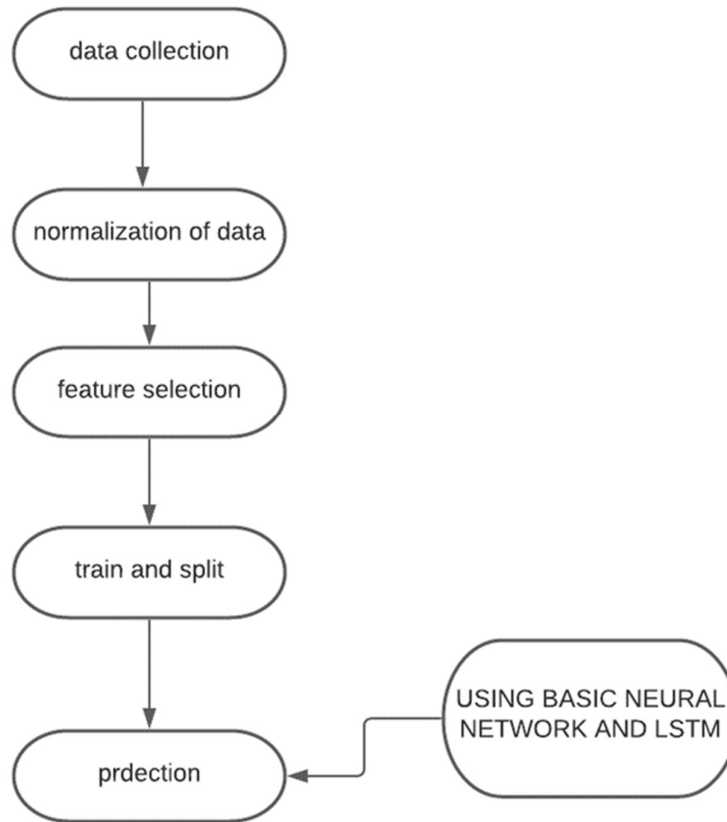 data collection
normalization of data
feature selection
train and split
USING BASIC NEURAL
NETWORK AND LSTM
prdection